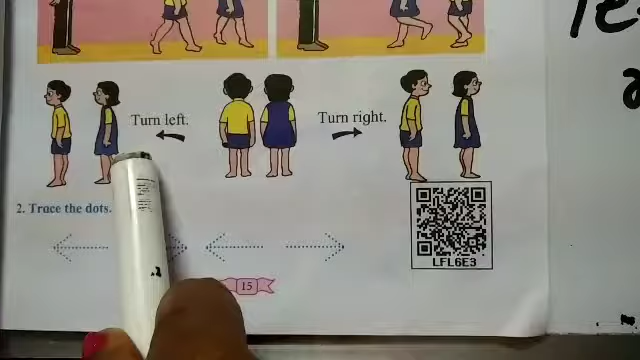 Turn left.
Turn right.
2. Trace the dots.
LFL6E3
15